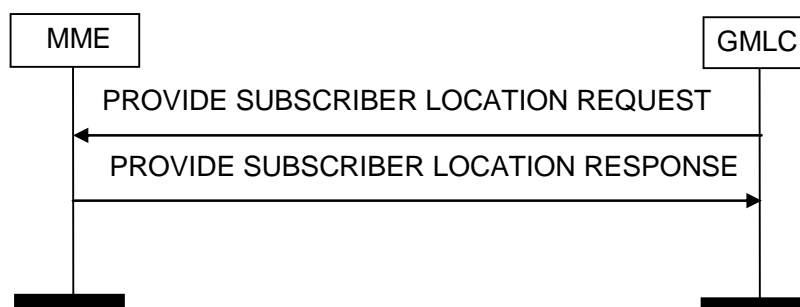 MME
GMLC
PROVIDE SUBSCRIBER LOCATION REQUEST
PROVIDE SUBSCRIBER LOCATION RESPONSE